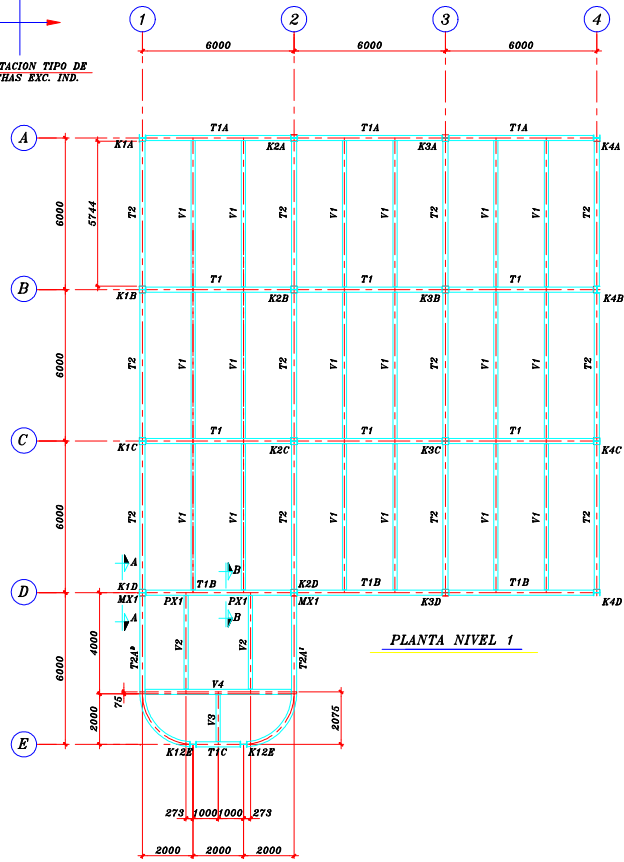 1 2 3 4
6000 6000 6000
TACION TIPO DE
HAS EXC. IND.
T1A T1A T1A
A K1A K2A K3A K4A
6000 5744 T2 V1 V1 T2 V1 V1 T2 V1 V1 T2
T1 T1 T1
B K1B K2B K3B K4B
6000 T2 V1 V1 T2 V1 V1 T2 V1 V1 T2
T1 T1 T1
C K1C K2C K3C K4C
6000 T2 V1 V1 T2 V1 V1 T2 V1 V1 T2
A B
K1D T1B K2D T1B T1B
D MX1 PX1 PX1 MX1 K3D K4D
A B
PLANTA NIVEL 1
6000 4000 V2 V2
V4
75 2000 V3 2075
E K12E T1C K12E
273 1000 1000 273
2000 2000 2000